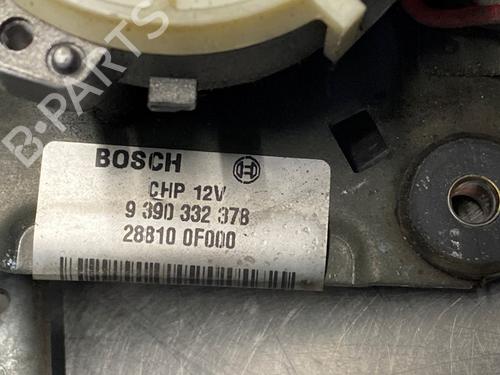 B-PARTS
BOSCH
CHP 12V
9 390 332 378
28810 0F000